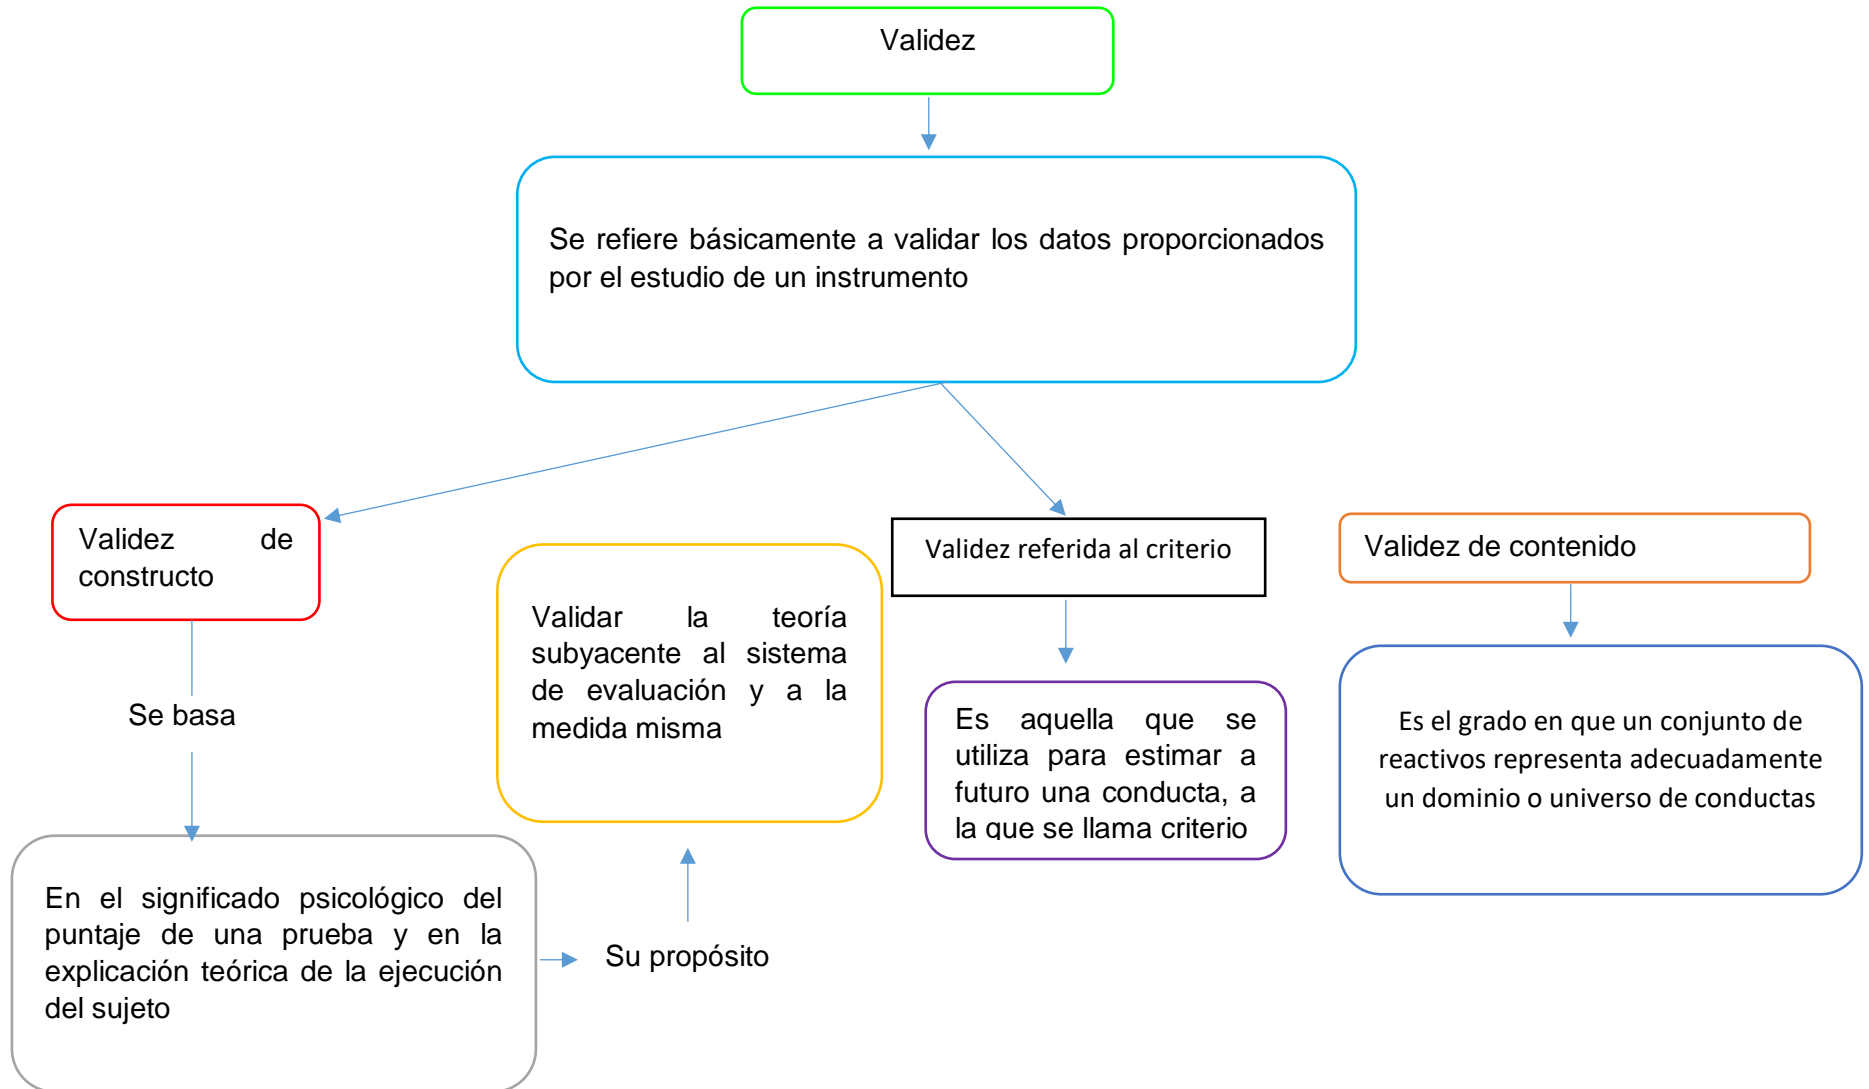 Validez
Se refiere básicamente a validar los datos proporcionados
por el estudio de un instrumento
Validez de
constructo
Se basa
En el significado psicológico del
puntaje de una prueba y en la
explicación teórica de la ejecución
del sujeto
Su propósito
Validar la teoría
subyacente al sistema
de evaluación y a la
medida misma
Validez referida al criterio
Es aquella que se
utiliza para estimar a
futuro una conducta, a
la que se llama criterio
Validez de contenido
Es el grado en que un conjunto de
reactivos representa adecuadamente
un dominio o universo de conductas